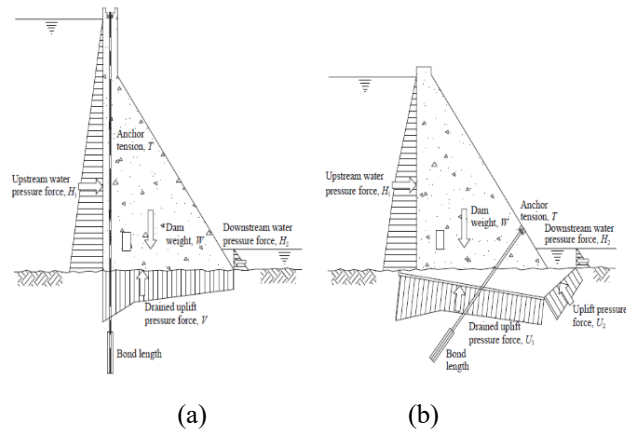 Anchor
tension, T
Upstream water
pressure force, H₁
Dam
weight, W
Downstream water
pressure force, H₂
Drained uplift
pressure force, V
Bond length
(a)
Anchor
tension, T
Downstream water
pressure force, H₂
Upstream water
pressure force, H₁
Dam
weight, W
Uplift pressure
force, U₂
Drained uplift
pressure force, U₁
Bond
length
(b)